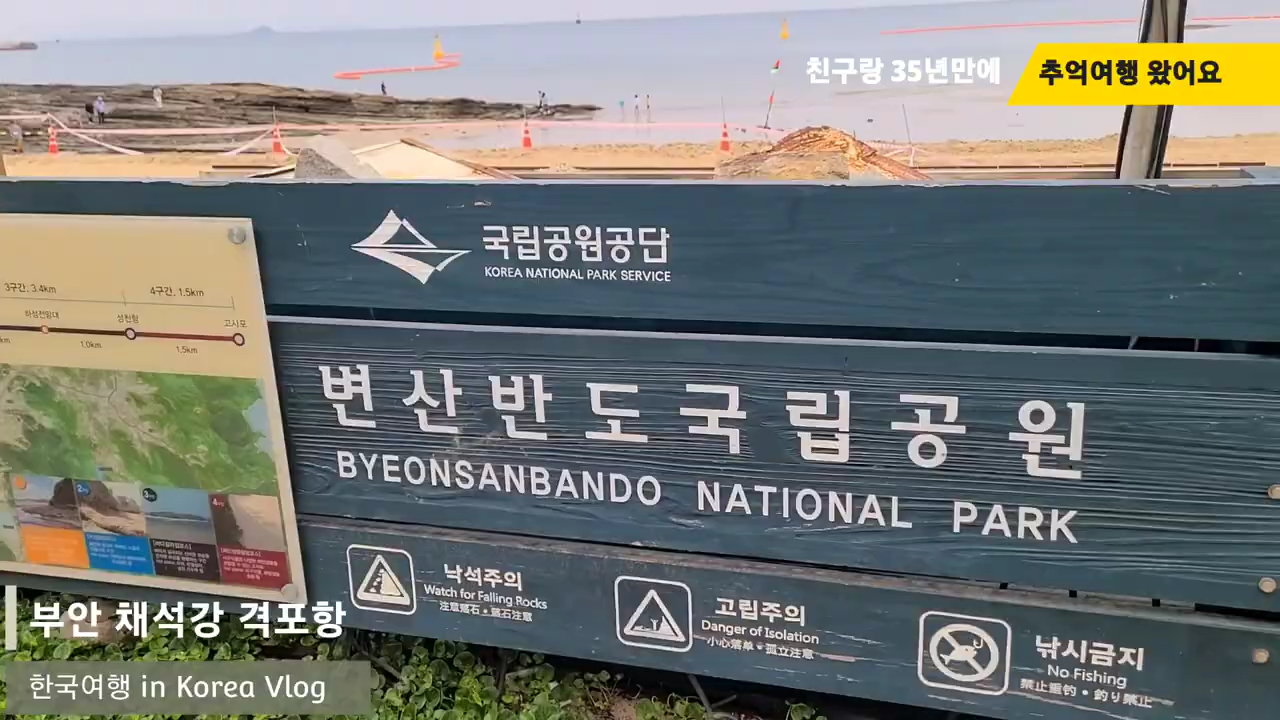 친구랑 35년만에
추억여행 왔어요
국립공원공단
KOREA NATIONAL PARK SERVICE
3구간, 3.4km
4구간, 1.5km
하섬전망대
성천항
고사포
1.0km
1.5km
변산반도국립공원
BYEONSANBANDO NATIONAL PARK
낙석주의
Watch for Falling Rocks
注意落石 • 落石注意
고립주의
Danger of Isolation
小心落单 • 孤立注意
낚시금지
No Fishing
禁止垂钓 • 釣り禁止
부안 채석강 격포항
한국여행 in Korea Vlog